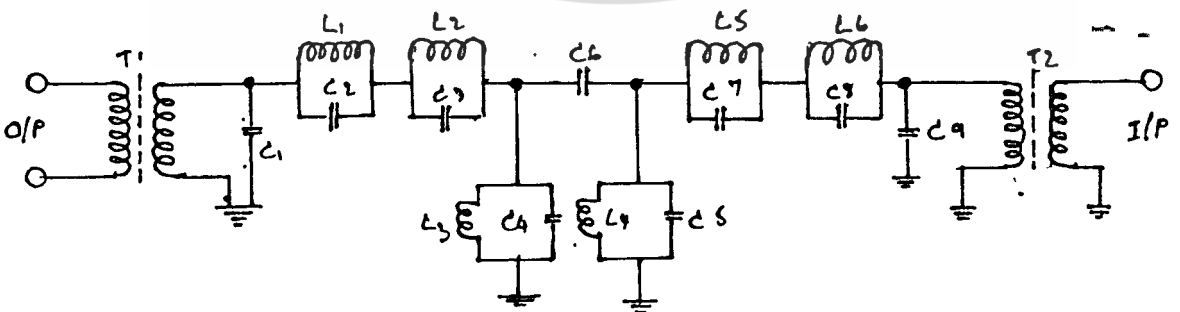 L1 L2 C6 L5 L6
T1 T2
C2 C3 C7 C8
O/P C1 C9 I/P
L3 C4 L4 C5